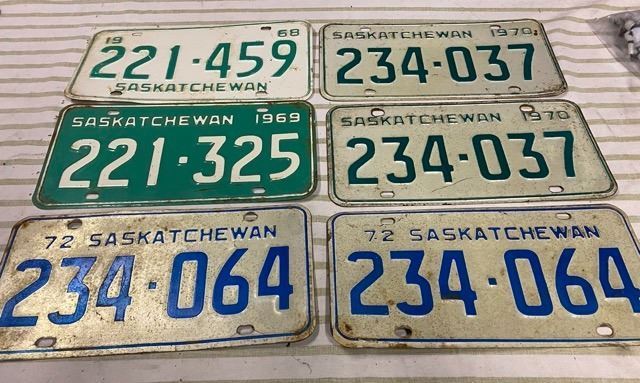 19 68
221-459
SASKATCHEWAN
SASKATCHEWAN 1970
234-037
SASKATCHEWAN 1969
221·325
SASKATCHEWAN 1970
234·037
72 SASKATCHEWAN
234·064
72 SASKATCHEWAN
234·064